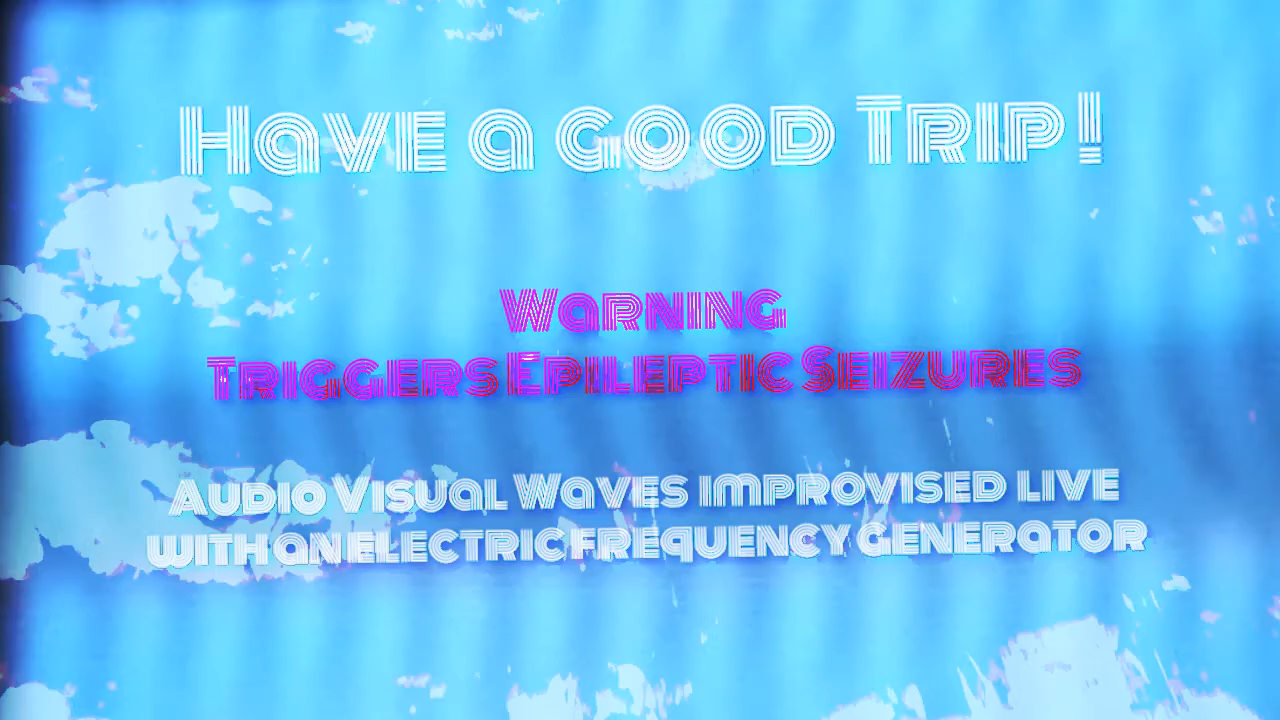 Have a good Trip!
Warning
Triggers Epileptic Seizures
Audio Visual Waves improvised live
with an electric frequency generator